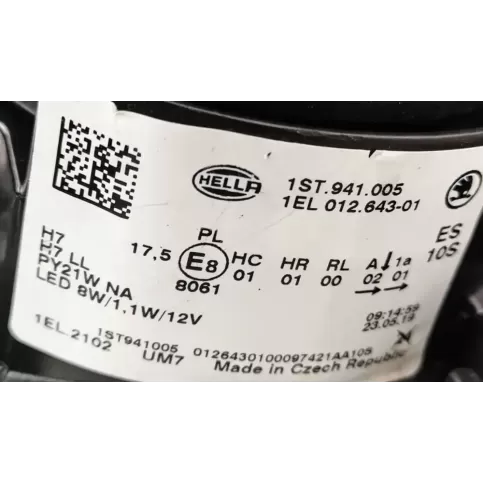 HELLA
1ST.941.005
1EL 012.643-01
H7
H7 LL
PY21W NA
LED 8W/1,1W/12V
PL
17,5 E8
8061
HC HR RL A 1a
01 01 00 02 01
ES
10S
09:14:59
23.05.19
1EL.2102
1ST941005
UM7
0126430100097421AA10S
Made in Czech Republic